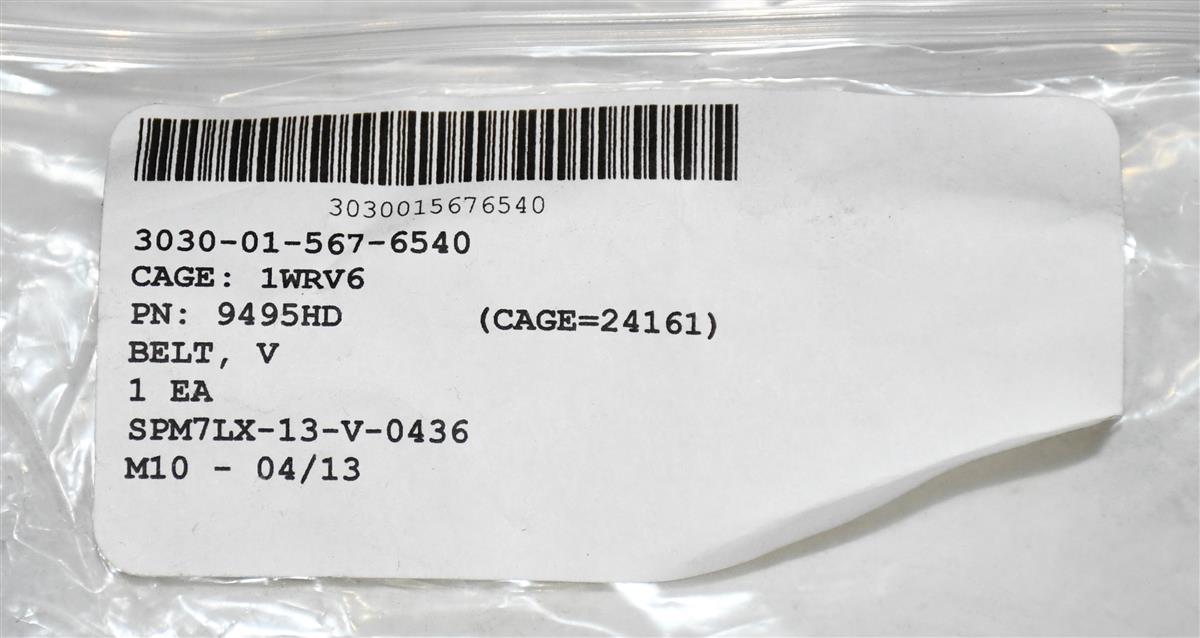 3030015676540
3030-01-567-6540
CAGE: 1WRV6
PN: 9495HD (CAGE=24161)
BELT, V
1 EA
SPM7LX-13-V-0436
M10 - 04/13